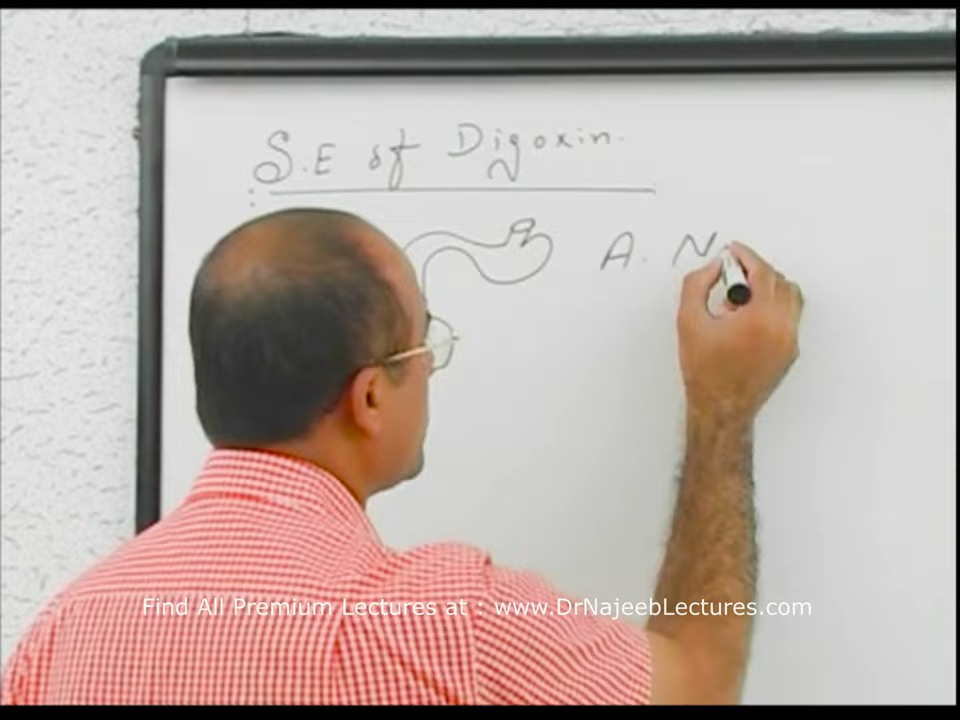 S.E of Digoxin.
A. N
Find All Premium Lectures at : www.DrNajeebLectures.com